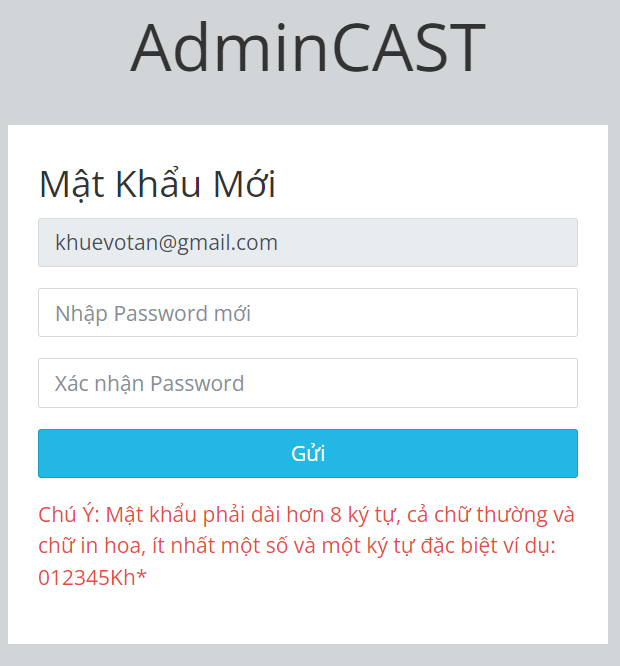 AdminCAST
Mật Khẩu Mới
khuevotan@gmail.com
Nhập Password mới
Xác nhận Password
Gửi
Chú Ý: Mật khẩu phải dài hơn 8 ký tự, cả chữ thường và
chữ in hoa, ít nhất một số và một ký tự đặc biệt ví dụ:
012345Kh*